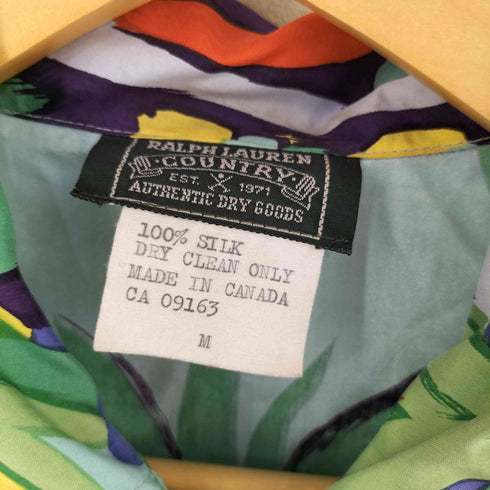 RALPH LAUREN
COUNTRY
EST. 1971
AUTHENTIC DRY GOODS
100% SILK
DRY CLEAN ONLY
MADE IN CANADA
CA 09163
M